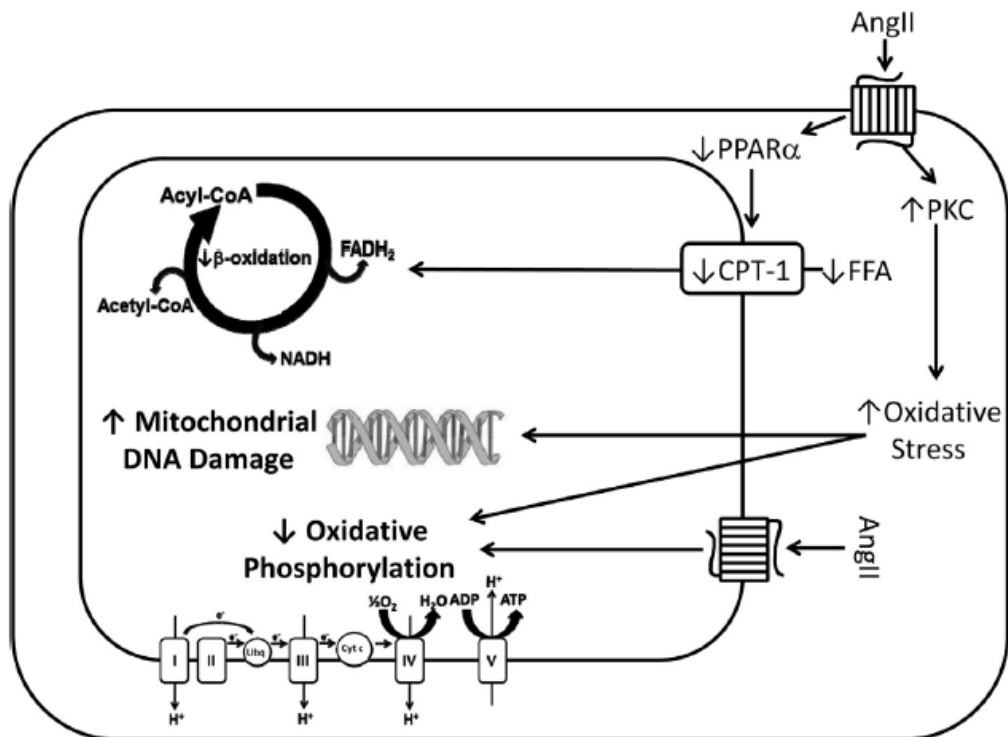 AngII
↓PPARα
↑PKC
Acyl-CoA
↓β-oxidation
FADH₂
↓CPT-1
↓FFA
Acetyl-CoA
NADH
↑ Mitochondrial
DNA Damage
↑Oxidative
Stress
↓ Oxidative
Phosphorylation
AngII
½O₂
H₂O
ADP
H⁺
ATP
e⁻
e⁻
e⁻
e⁻
I
II
Ubq
III
Cyt c
IV
V
H⁺
H⁺
H⁺